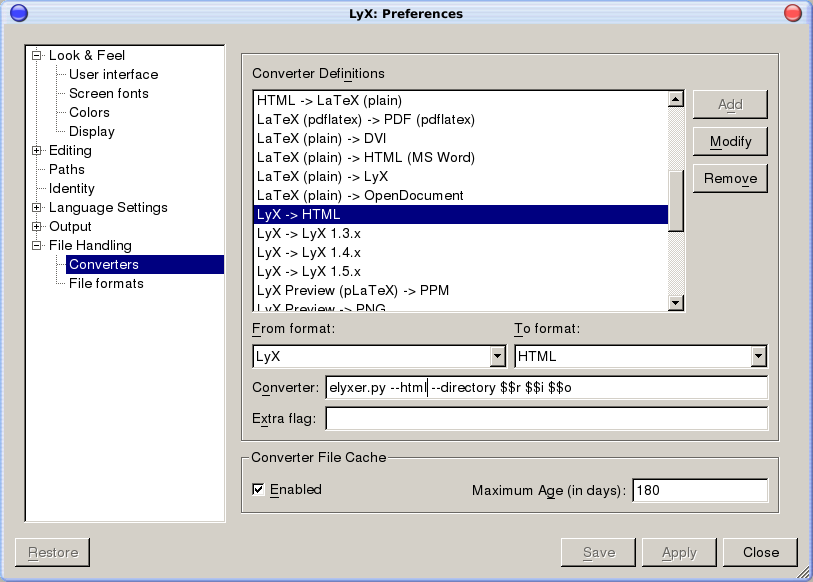 LyX: Preferences
Look & Feel
User interface
Screen fonts
Colors
Display
Editing
Paths
Identity
Language Settings
Output
File Handling
Converters
File formats
Converter Definitions
HTML -> LaTeX (plain)
LaTeX (pdflatex) -> PDF (pdflatex)
LaTeX (plain) -> DVI
LaTeX (plain) -> HTML (MS Word)
LaTeX (plain) -> LyX
LaTeX (plain) -> OpenDocument
LyX -> HTML
LyX -> LyX 1.3.x
LyX -> LyX 1.4.x
LyX -> LyX 1.5.x
LyX Preview (pLaTeX) -> PPM
LyX Preview -> PNG
Add
Modify
Remove
From format: To format:
LyX HTML
Converter: elyxer.py --html --directory $$r $$i $$o
Extra flag:
Converter File Cache
Enabled Maximum Age (in days): 180
Restore Save Apply Close